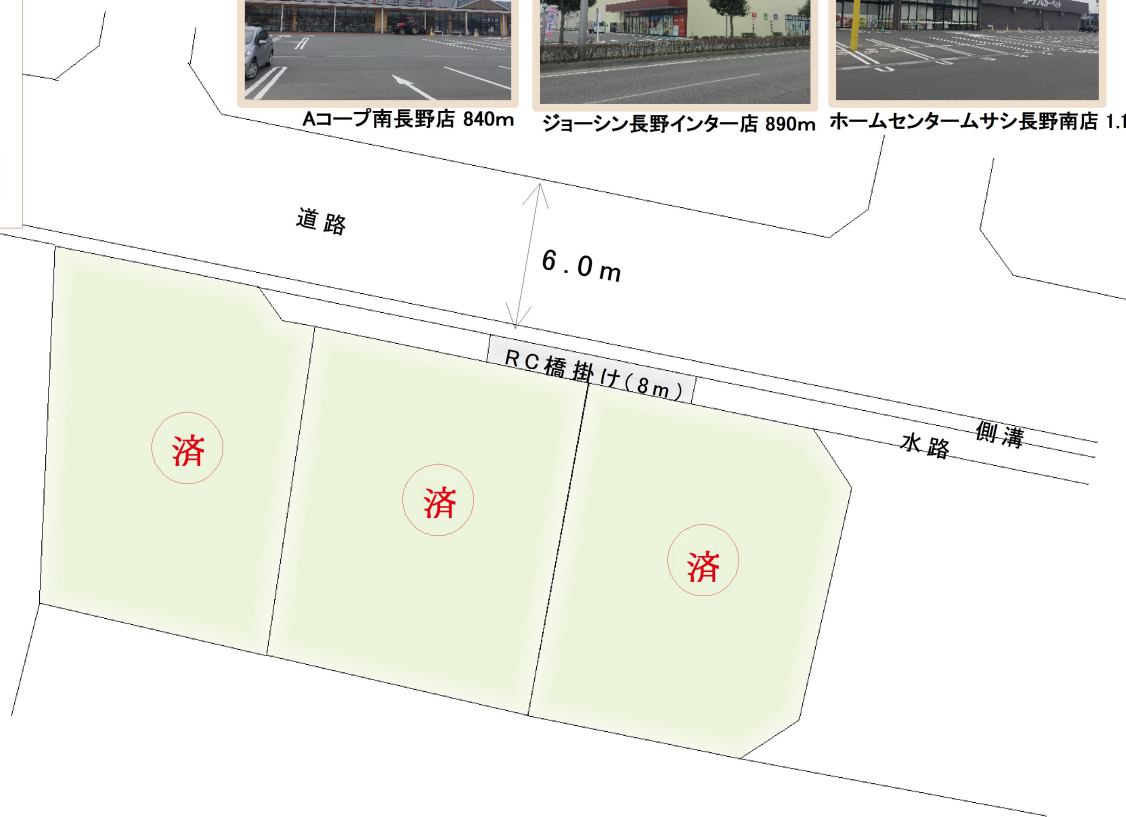 Aコープ南長野店 840m
ジョーシン長野インター店 890m
ホームセンタームサシ長野南店 1.1
道路
6.0m
RC橋掛け(8m)
側溝
水路
済
済
済